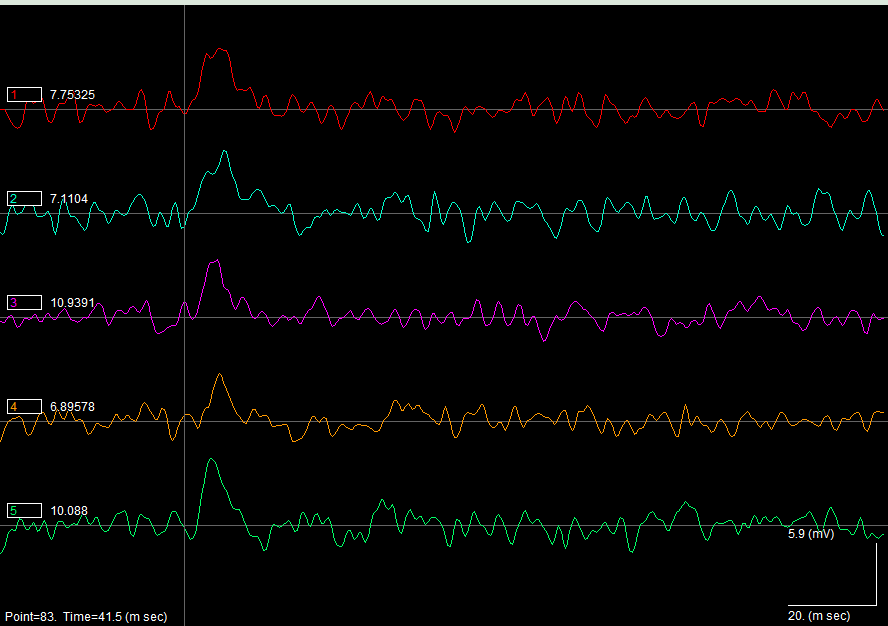 1 7.75325
2 7.1104
3 10.9391
4 6.89578
5 10.088
5.9 (mV)
Point=83. Time=41.5 (m sec)
20. (m sec)